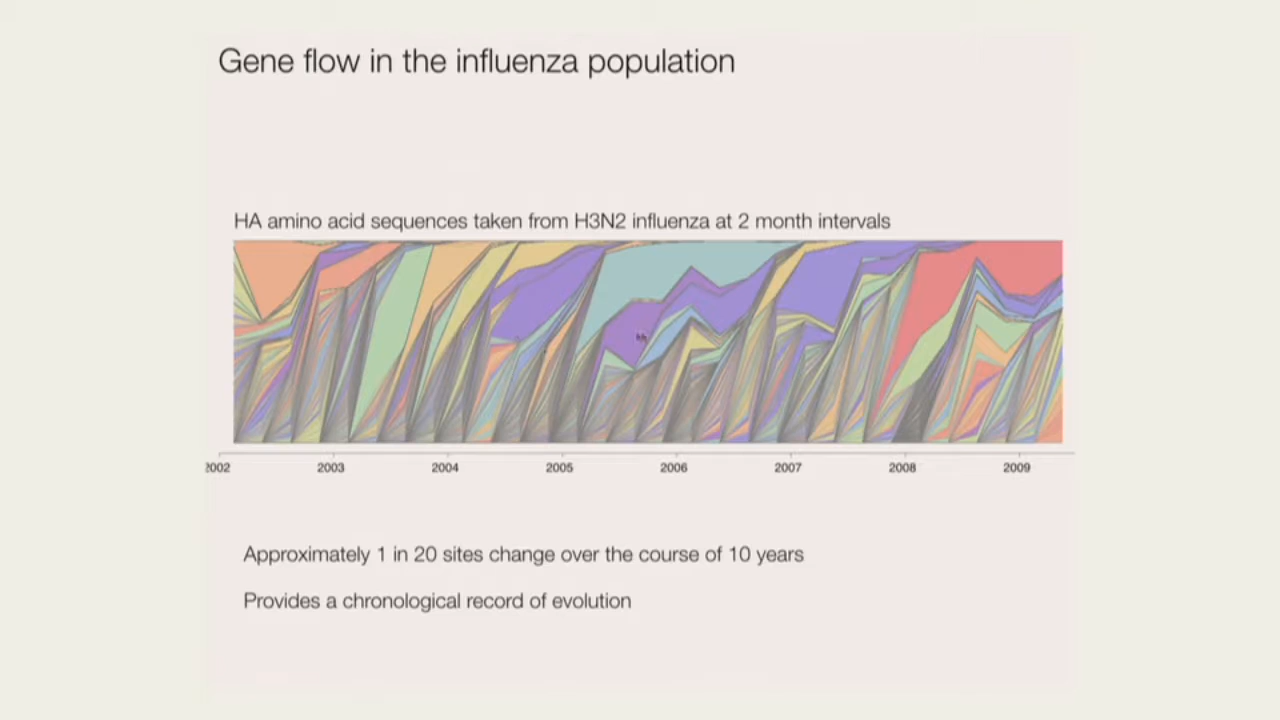 Gene flow in the influenza population
HA amino acid sequences taken from H3N2 influenza at 2 month intervals
2002 2003 2004 2005 2006 2007 2008 2009
Approximately 1 in 20 sites change over the course of 10 years
Provides a chronological record of evolution